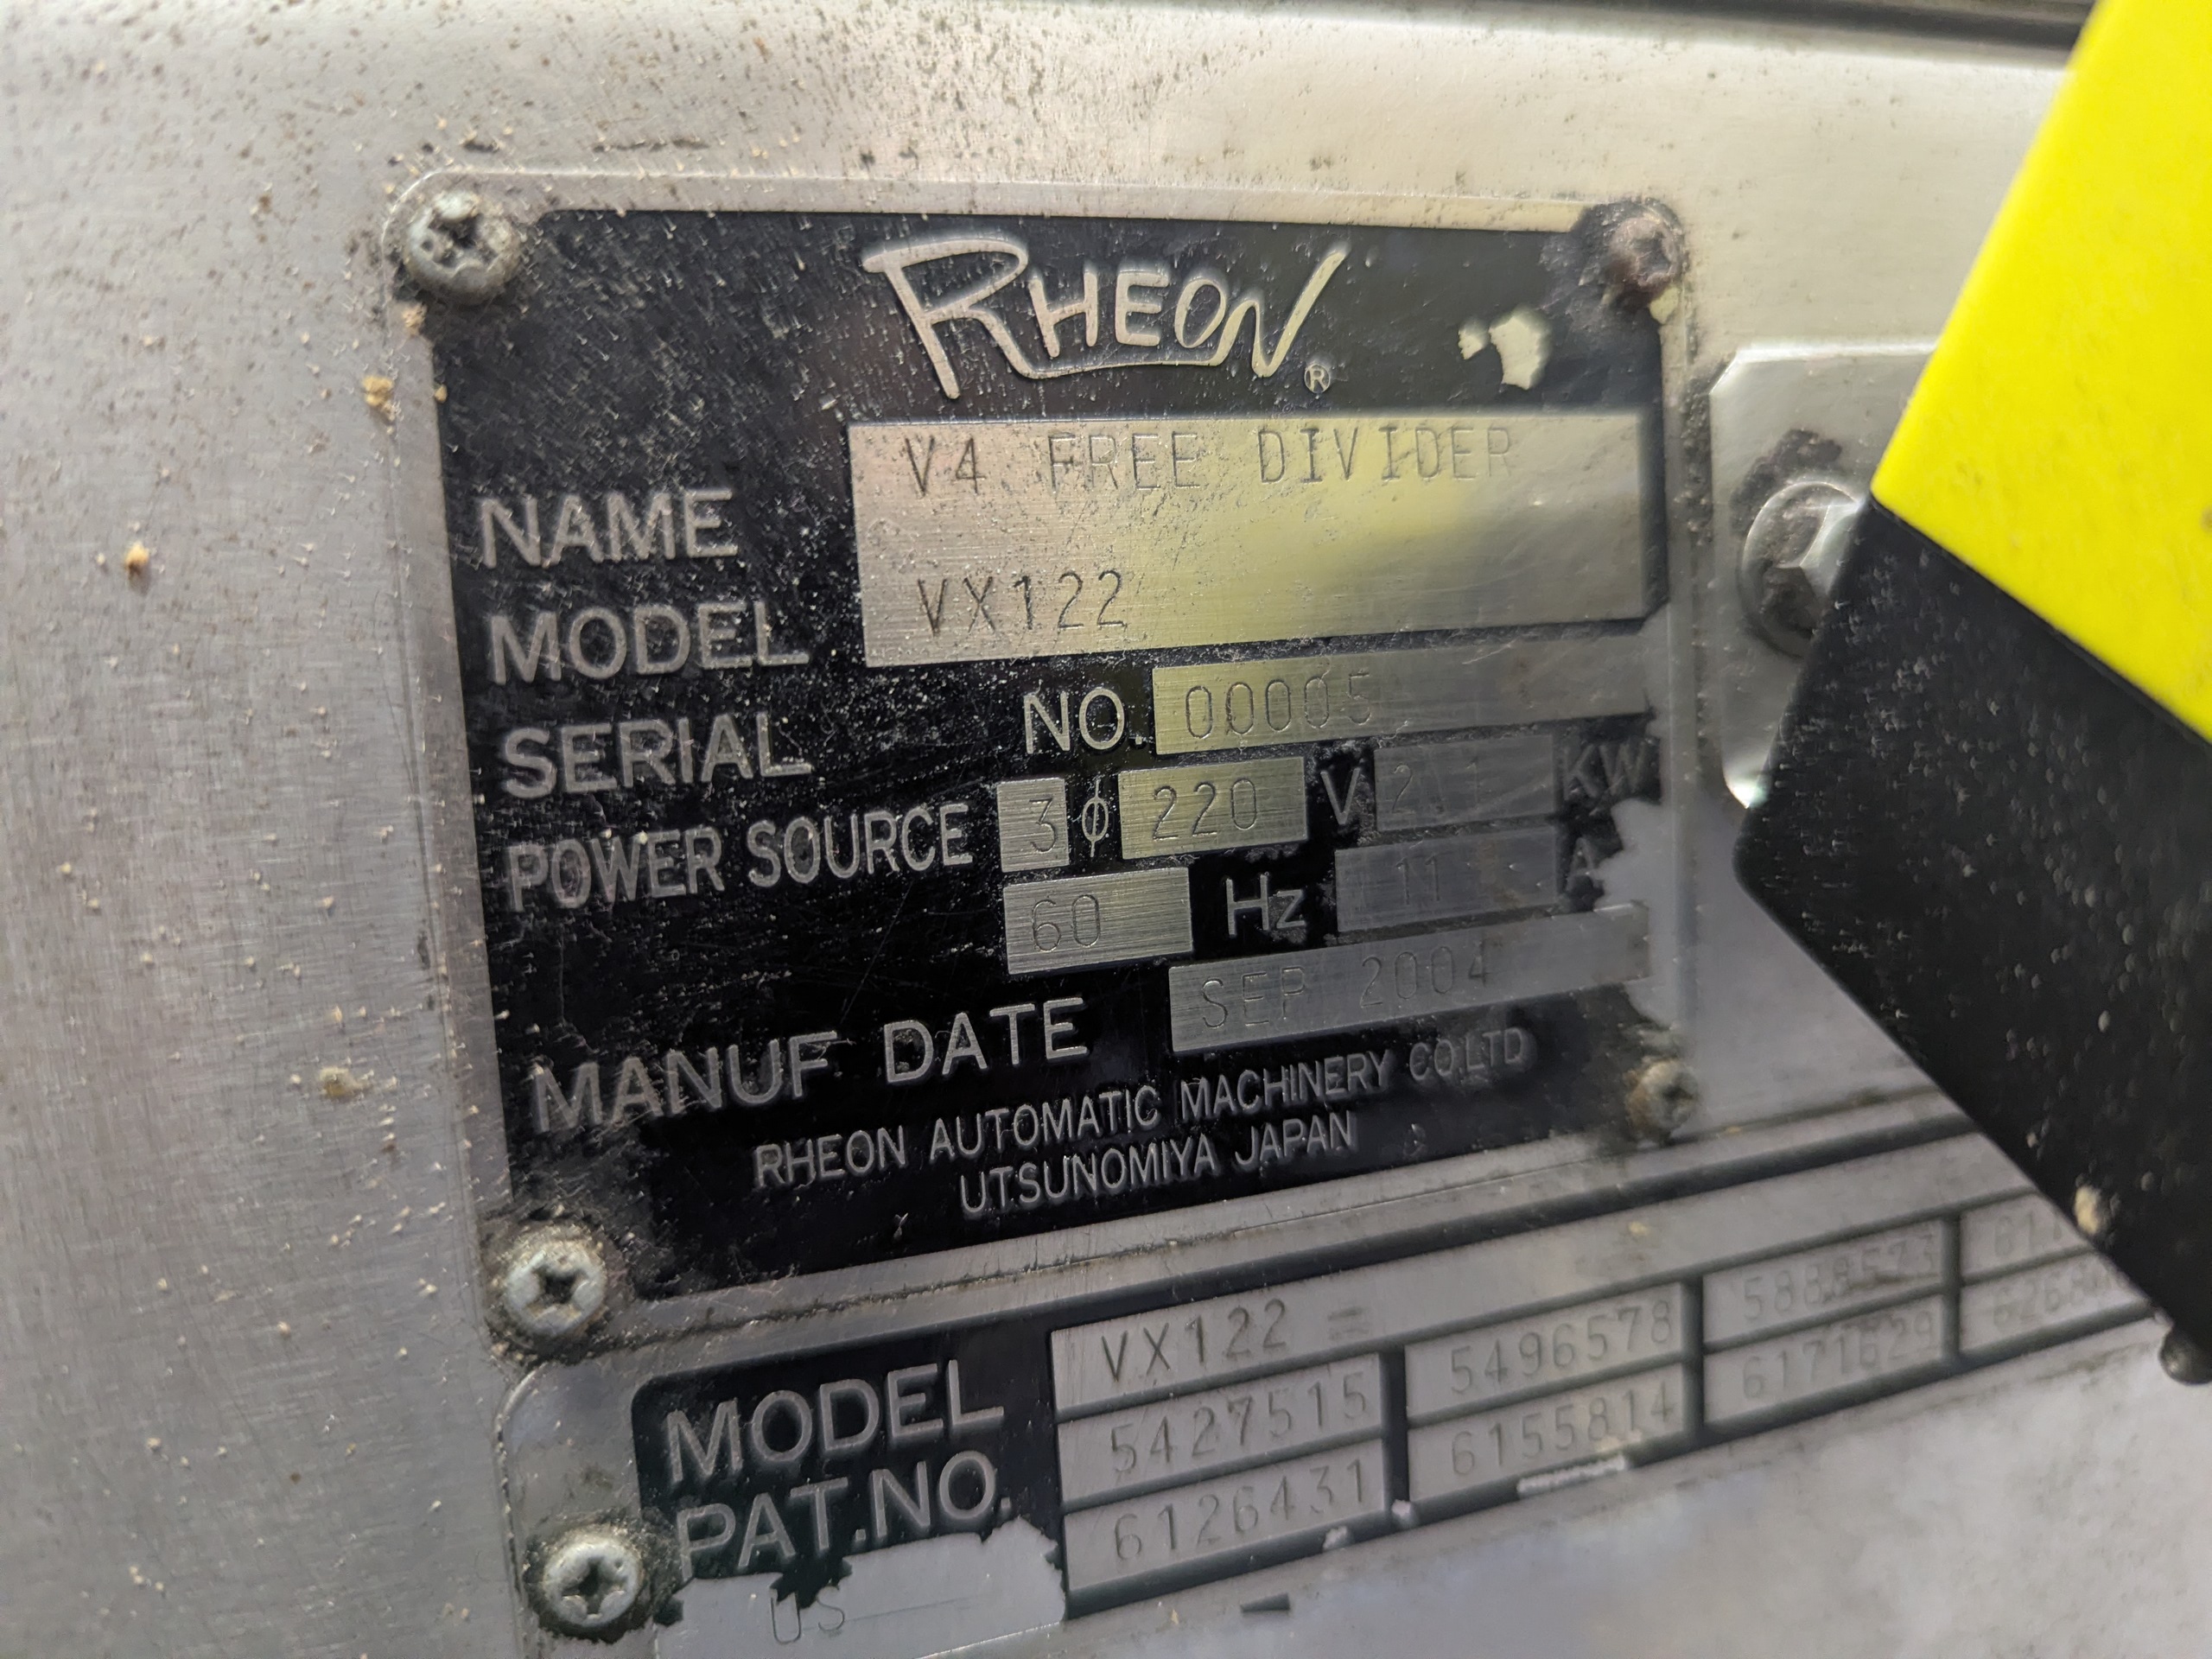 RHEON ®
NAME V4 FREE DIVIDER
MODEL VX122
SERIAL NO. 00005
POWER SOURCE 3 φ 220 V KW
60 Hz 11 A
MANUF DATE SEP 2004
RHEON AUTOMATIC MACHINERY CO.LTD
UTSUNOMIYA JAPAN
MODEL VX122 =
PAT.NO. 5427515 5496578
6126431 6155814 6171629
US